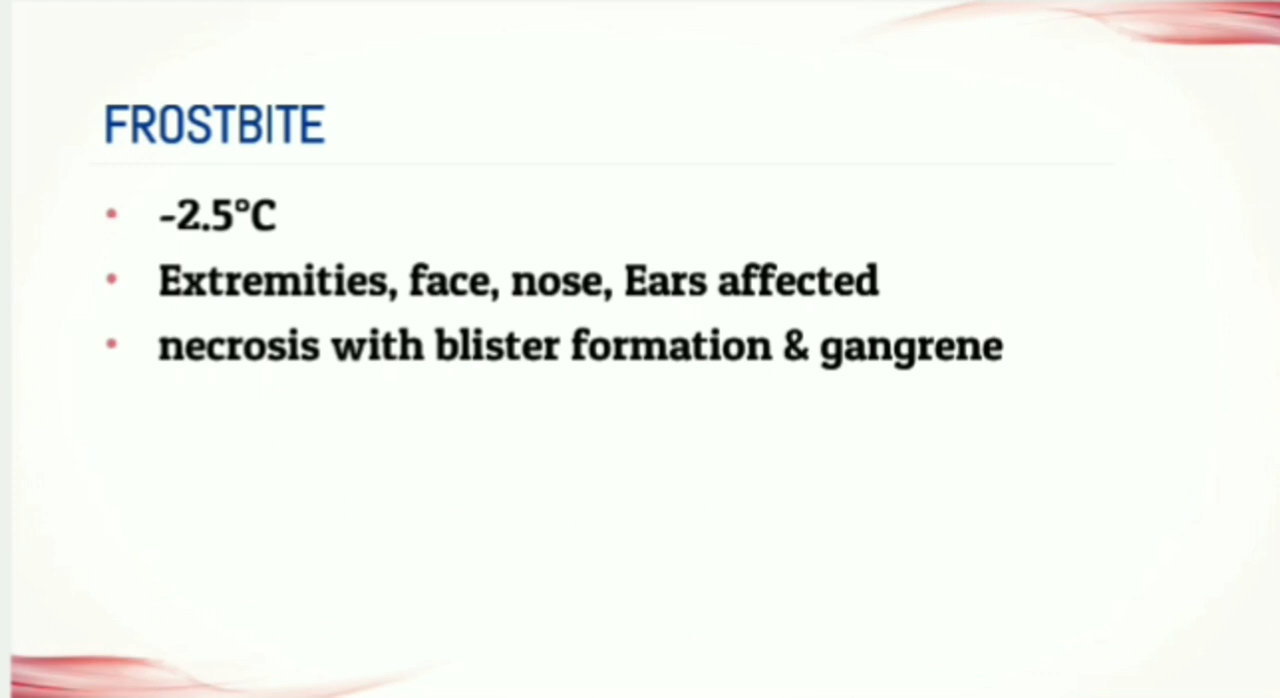 FROSTBITE
• -2.5°C
• Extremities, face, nose, Ears affected
• necrosis with blister formation & gangrene